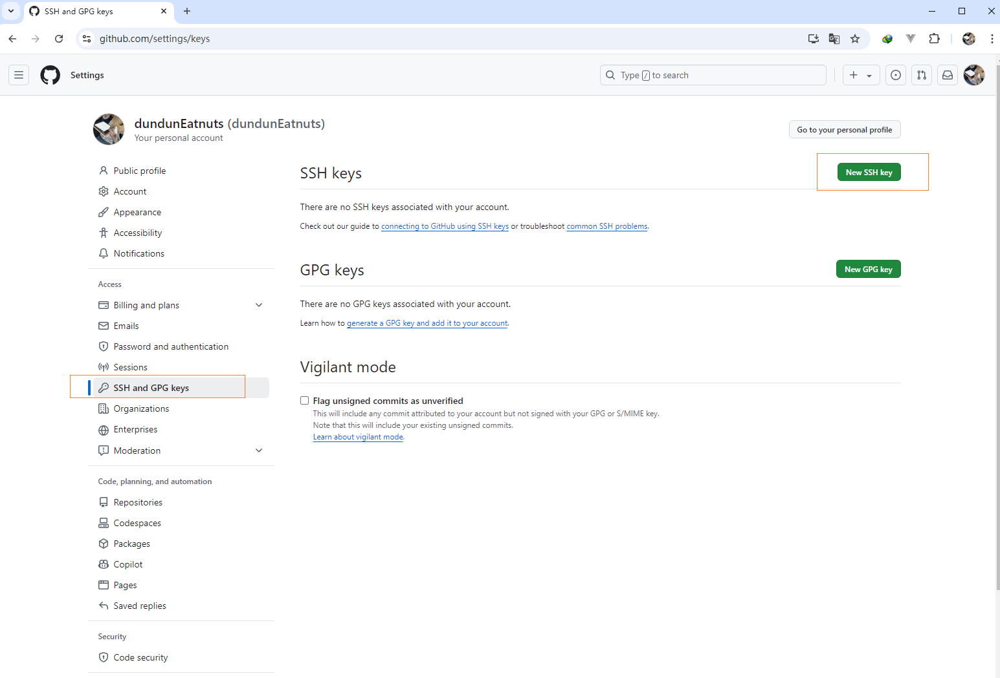 SSH and GPG keys
github.com/settings/keys
Settings
Type / to search
dundunEatnuts (dundunEatnuts)
Your personal account
Go to your personal profile
Public profile
Account
Appearance
Accessibility
Notifications
Access
Billing and plans
Emails
Password and authentication
Sessions
SSH and GPG keys
Organizations
Enterprises
Moderation
Code, planning, and automation
Repositories
Codespaces
Packages
Copilot
Pages
Saved replies
Security
Code security
SSH keys
New SSH key
There are no SSH keys associated with your account.
Check out our guide to connecting to GitHub using SSH keys or troubleshoot common SSH problems.
GPG keys
New GPG key
There are no GPG keys associated with your account.
Learn how to generate a GPG key and add it to your account.
Vigilant mode
Flag unsigned commits as unverified
This will include any commit attributed to your account but not signed with your GPG or S/MIME key.
Note that this will include your existing unsigned commits.
Learn about vigilant mode.